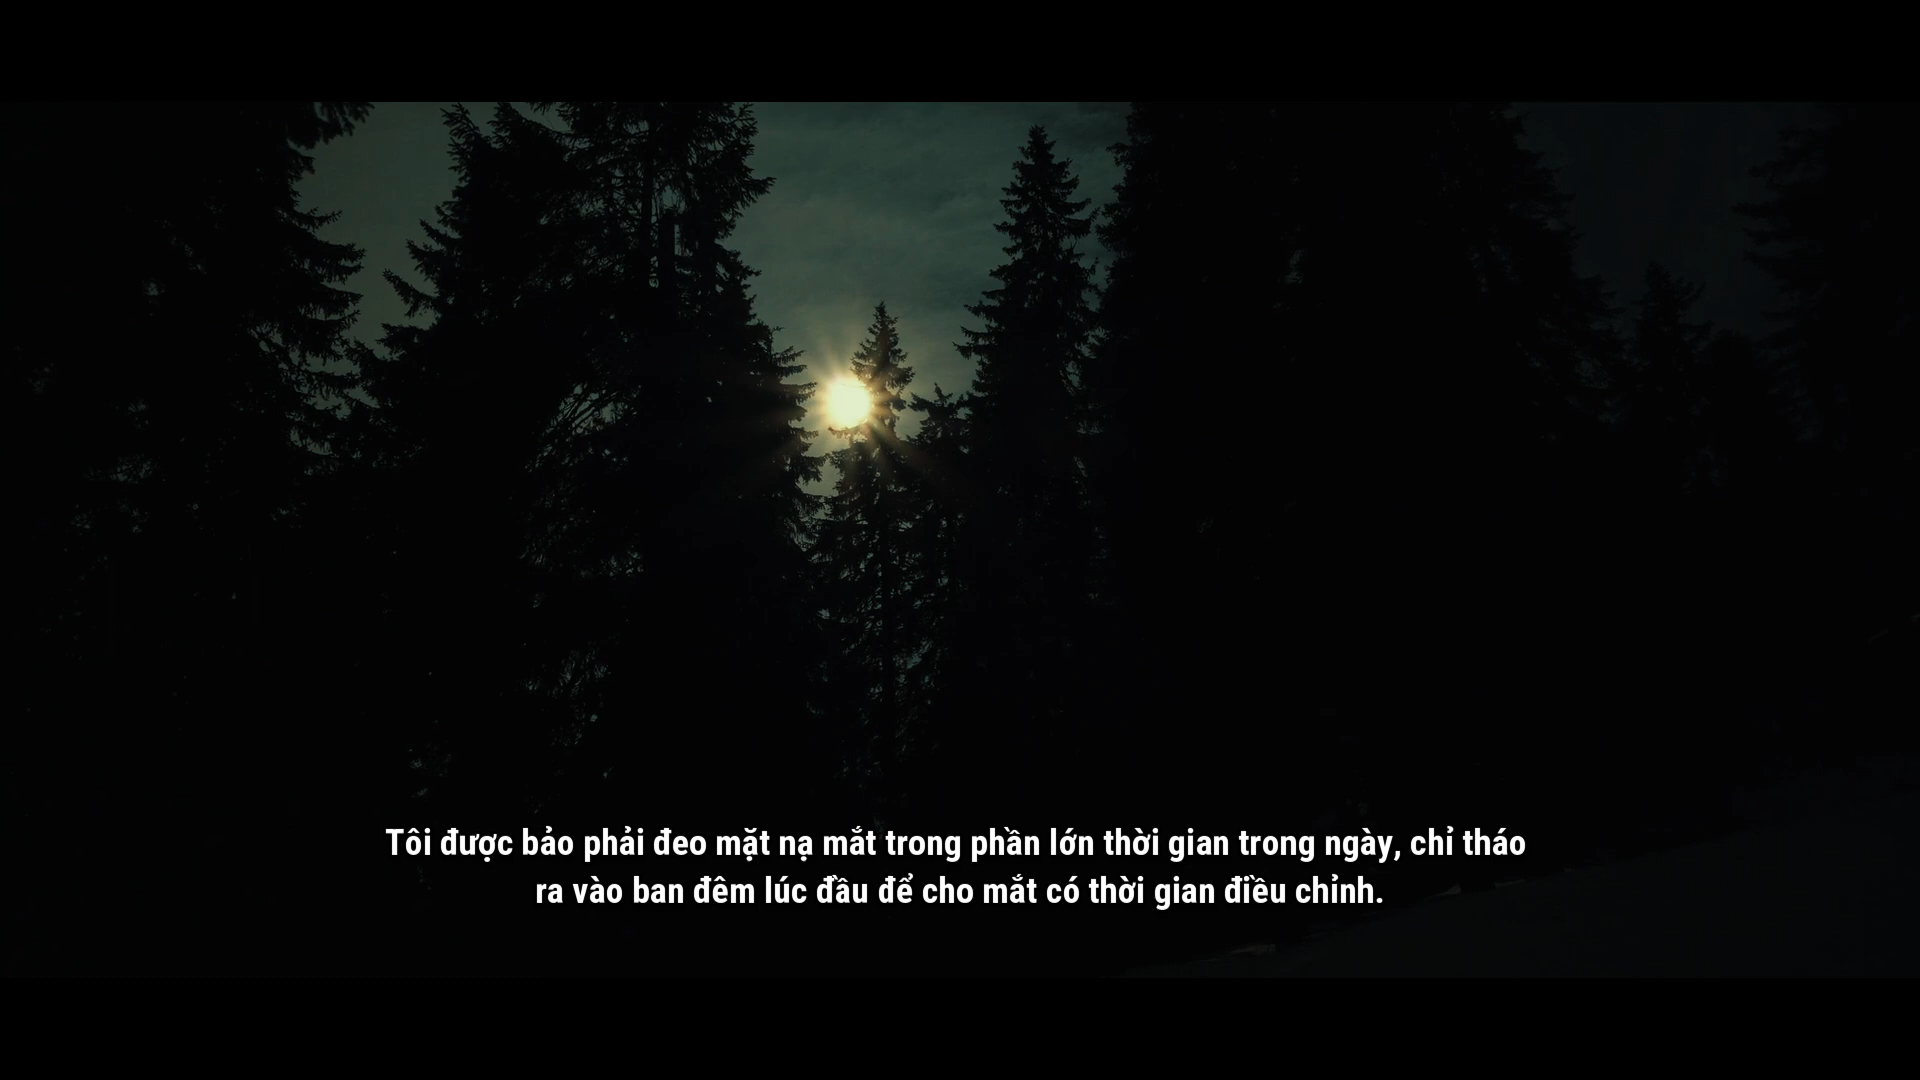 Tôi được bảo phải đeo mặt nạ mắt trong phần lớn thời gian trong ngày, chỉ tháo
ra vào ban đêm lúc đầu để cho mắt có thời gian điều chỉnh.